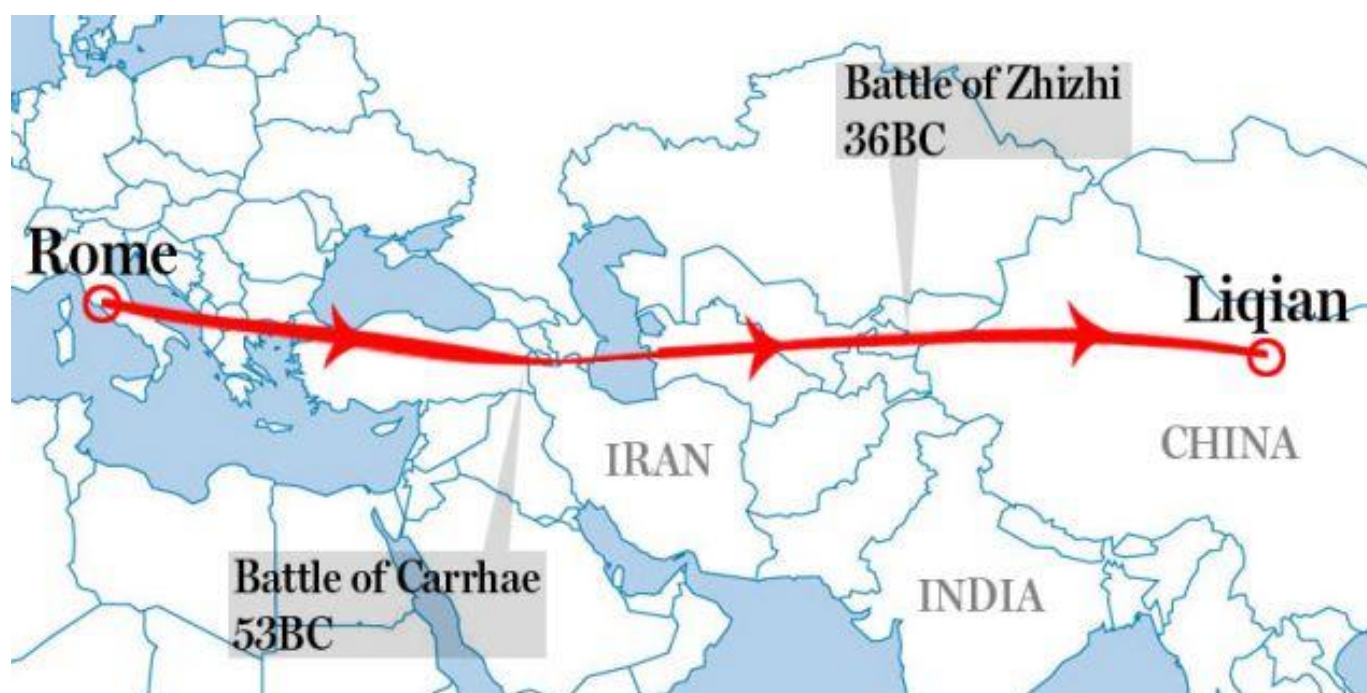 Battle of Zhizhi
36BC
Rome
Liqian
IRAN
CHINA
Battle of Carrhae
53BC
INDIA